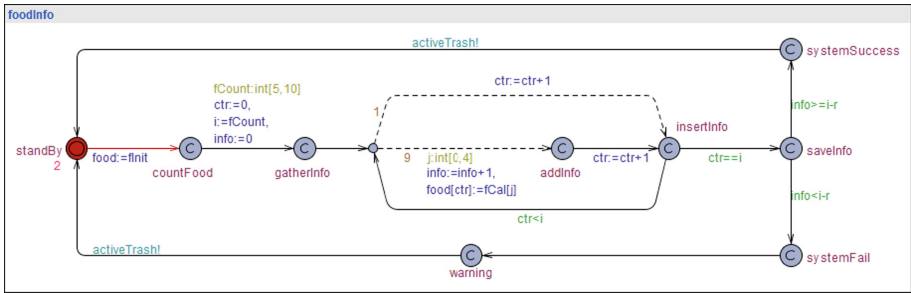 foodInfo
activeTrash!
C
systemSuccess
fCount:int[5,10]
ctr:=0,
i:=fCount,
info:=0
ctr:=ctr+1
1
info>=i-r
insertInfo
standBy
2
food:=fInit
C
countFood
C
gatherInfo
9
j:int[0,4]
info:=info+1,
food[ctr]:=fCal[j]
C
addInfo
ctr:=ctr+1
C
ctr==i
C
saveInfo
ctr<i
info<i-r
activeTrash!
C
warning
C
systemFail